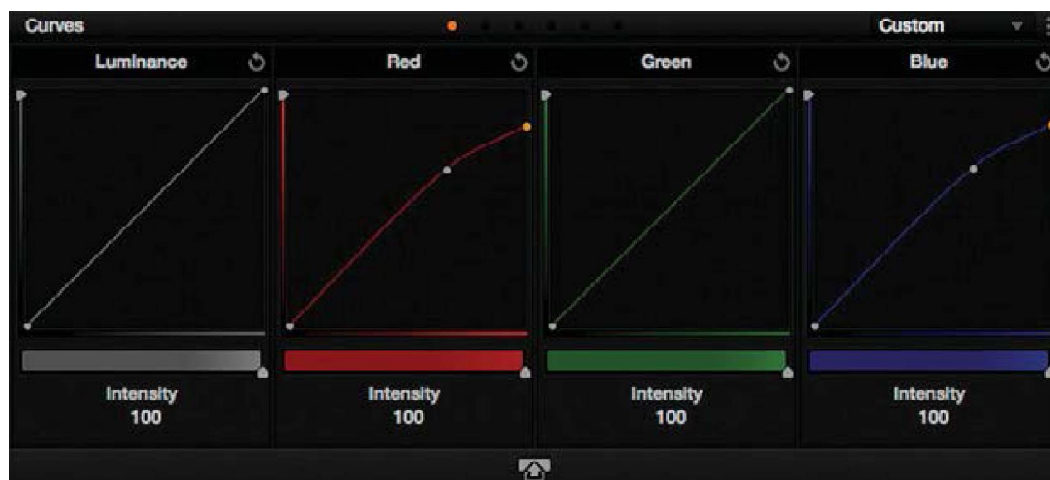 Curves Custom
Luminance Red Green Blue
Intensity Intensity Intensity Intensity
100 100 100 100